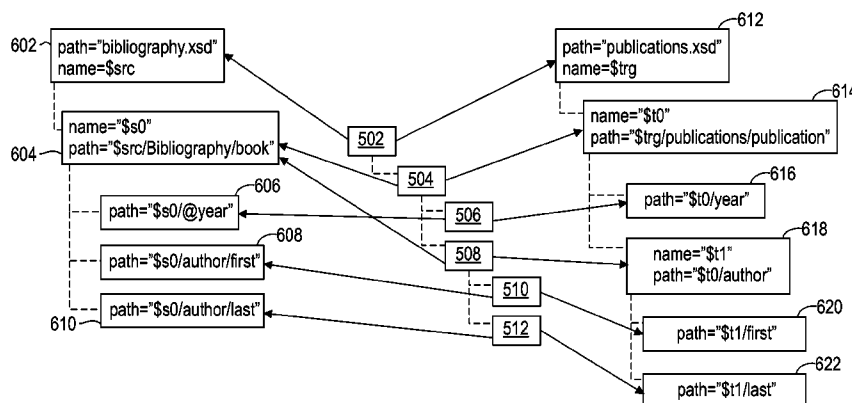 602
path="bibliography.xsd"
name=$src
612
path="publications.xsd"
name=$trg
604
name="$s0"
path="$src/Bibliography/book"
502
614
name="$t0"
path="$trg/publications/publication"
504
606
path="$s0/@year"
506
616
path="$t0/year"
608
path="$s0/author/first"
508
618
name="$t1"
path="$t0/author"
610
path="$s0/author/last"
510
512
620
path="$t1/first"
622
path="$t1/last"